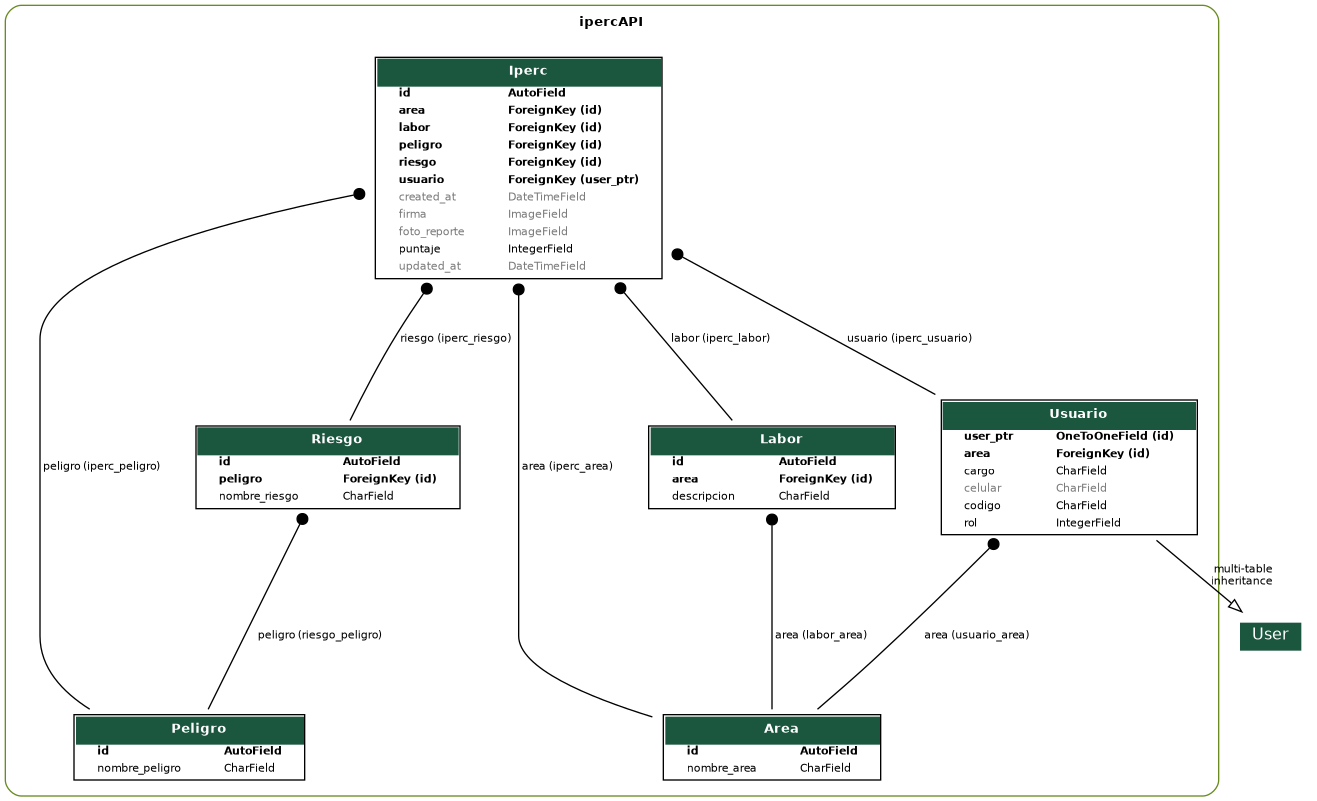 ipercAPI
Iperc
id AutoField
area ForeignKey (id)
labor ForeignKey (id)
peligro ForeignKey (id)
riesgo ForeignKey (id)
usuario ForeignKey (user_ptr)
created_at DateTimeField
firma ImageField
foto_reporte ImageField
puntaje IntegerField
updated_at DateTimeField
riesgo (iperc_riesgo)
labor (iperc_labor)
usuario (iperc_usuario)
peligro (iperc_peligro)
area (iperc_area)
Riesgo
id AutoField
peligro ForeignKey (id)
nombre_riesgo CharField
Labor
id AutoField
area ForeignKey (id)
descripcion CharField
Usuario
user_ptr OneToOneField (id)
area ForeignKey (id)
cargo CharField
celular CharField
codigo CharField
rol IntegerField
multi-table
inheritance
User
peligro (riesgo_peligro)
area (labor_area)
area (usuario_area)
Peligro
id AutoField
nombre_peligro CharField
Area
id AutoField
nombre_area CharField